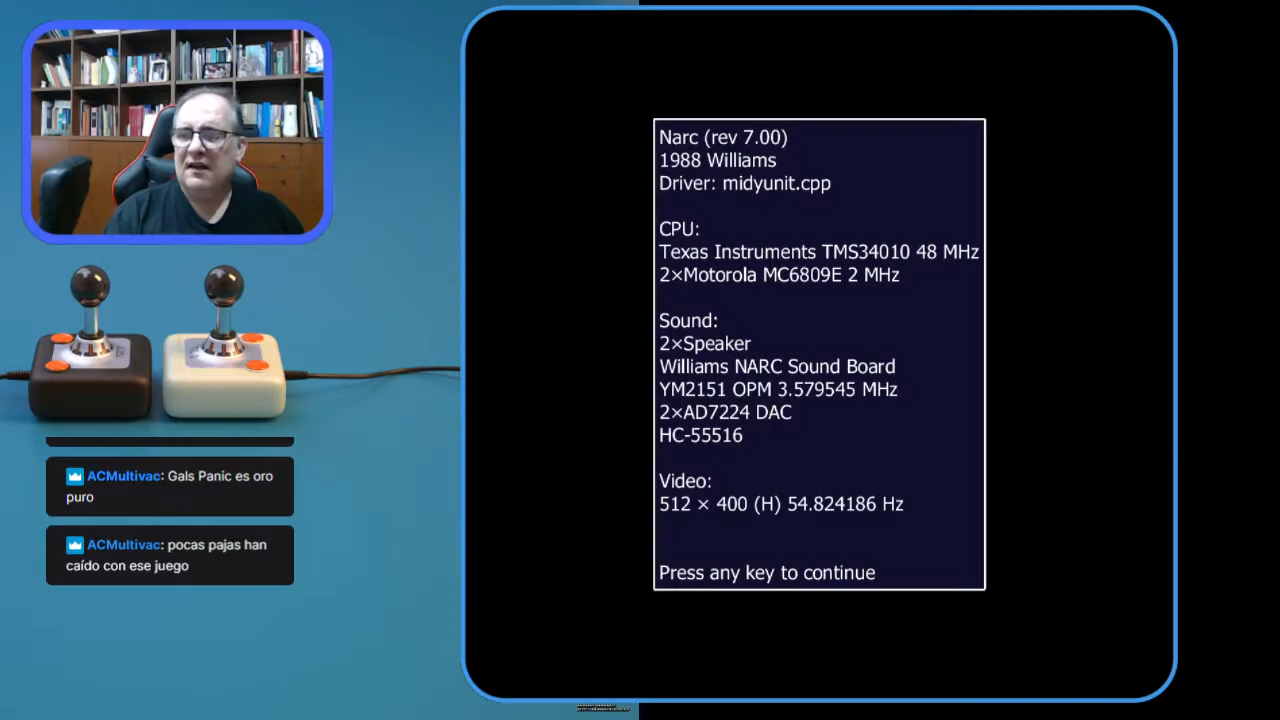 Narc (rev 7.00)
1988 Williams
Driver: midyunit.cpp
CPU:
Texas Instruments TMS34010 48 MHz
2×Motorola MC6809E 2 MHz
Sound:
2×Speaker
Williams NARC Sound Board
YM2151 OPM 3.579545 MHz
2×AD7224 DAC
HC-55516
Video:
512 × 400 (H) 54.824186 Hz
Press any key to continue
ACMultivac: Gals Panic es oro
puro
ACMultivac: pocas pajas han
caído con ese juego